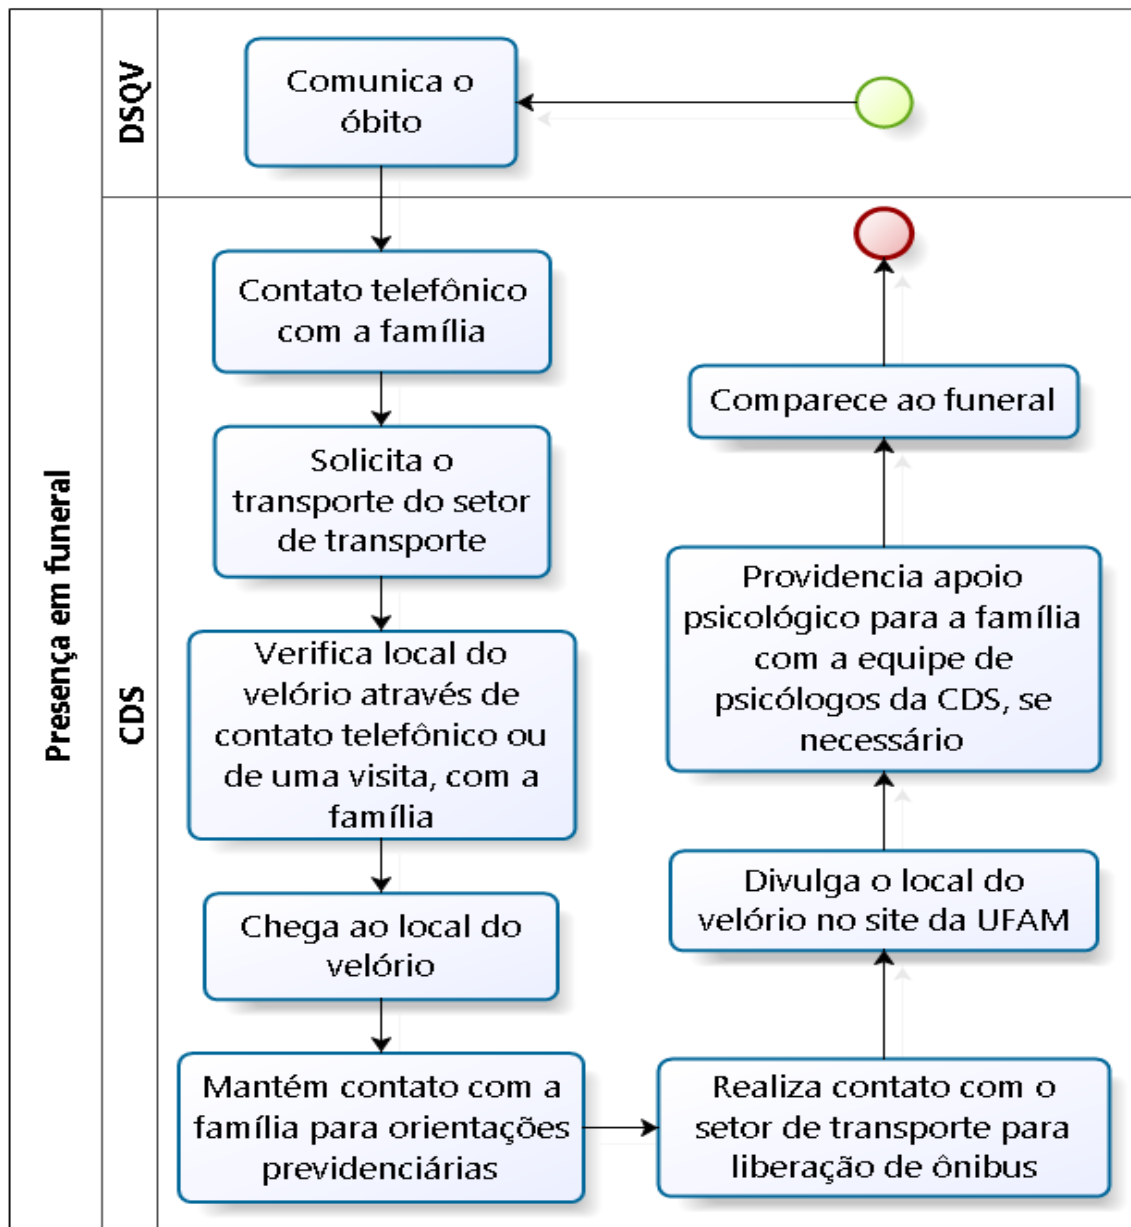 Presença em funeral
DSQV
Comunica o
óbito
CDS
Contato telefônico
com a família
Solicita o
transporte do setor
de transporte
Verifica local do
velório através de
contato telefônico ou
de uma visita, com a
família
Chega ao local do
velório
Mantém contato com a
família para orientações
previdenciárias
Realiza contato com o
setor de transporte para
liberação de ônibus
Divulga o local do
velório no site da UFAM
Providencia apoio
psicológico para a família
com a equipe de
psicólogos da CDS, se
necessário
Comparece ao funeral